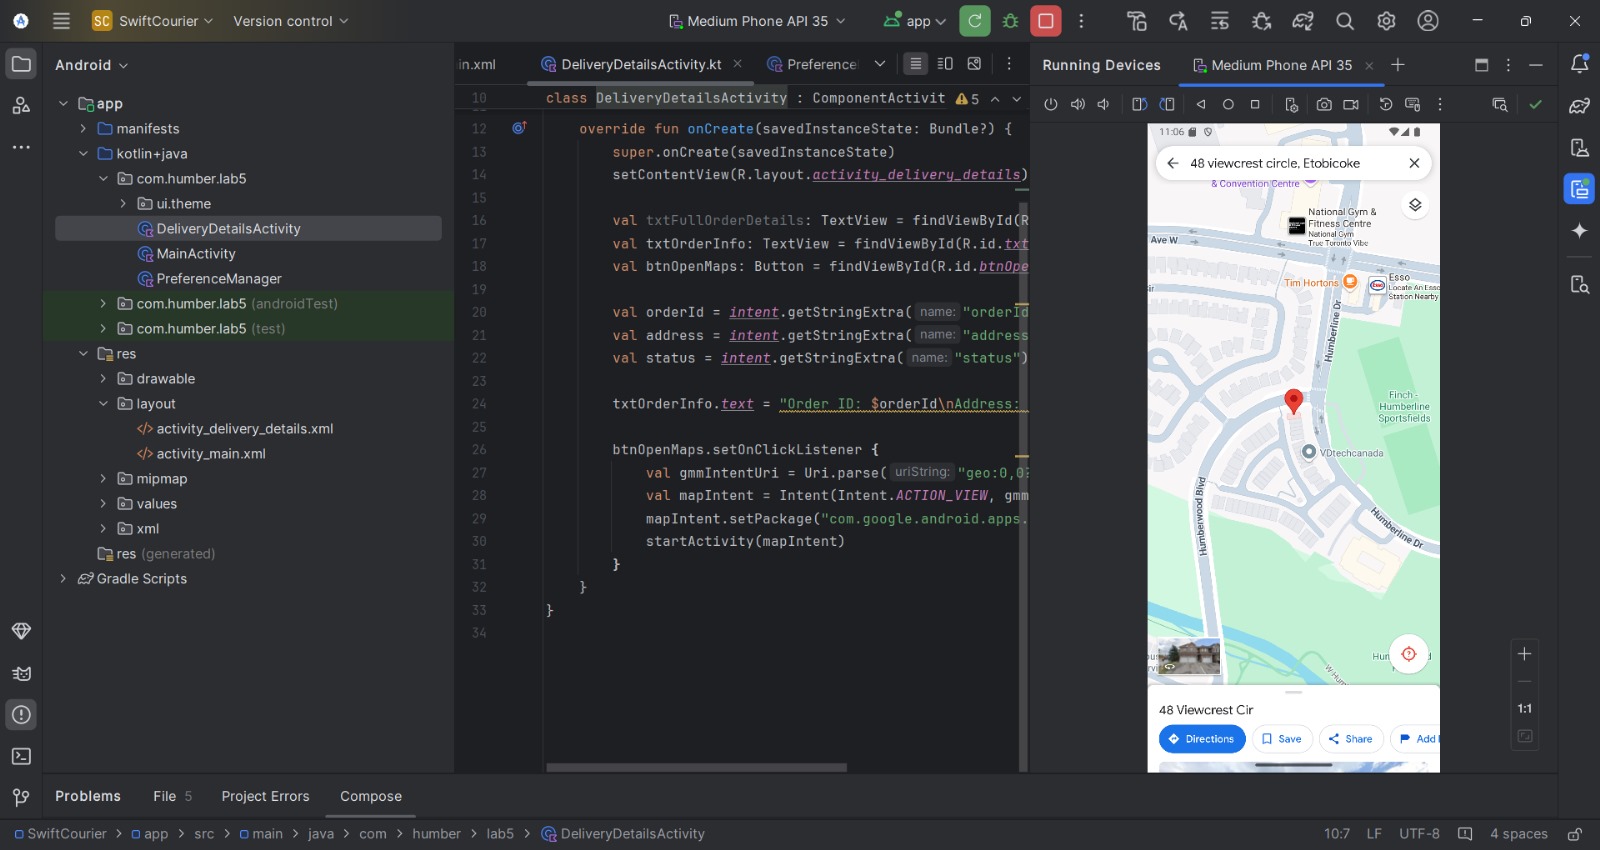 SC SwiftCourier Version control Medium Phone API 35 app
Android
app
manifests
kotlin+java
com.humber.lab5
ui.theme
DeliveryDetailsActivity
MainActivity
PreferenceManager
com.humber.lab5 (androidTest)
com.humber.lab5 (test)
res
drawable
layout
activity_delivery_details.xml
activity_main.xml
mipmap
values
xml
res (generated)
Gradle Scripts
in.xml DeliveryDetailsActivity.kt Preference
10 class DeliveryDetailsActivity : ComponentActivit 5
12 override fun onCreate(savedInstanceState: Bundle?) {
13 super.onCreate(savedInstanceState)
14 setContentView(R.layout.activity_delivery_details)
15
16 val txtFullOrderDetails: TextView = findViewById(R
17 val txtOrderInfo: TextView = findViewById(R.id.txt
18 val btnOpenMaps: Button = findViewById(R.id.btnOpe
19
20 val orderId = intent.getStringExtra( name: "orderId
21 val address = intent.getStringExtra( name: "address
22 val status = intent.getStringExtra( name: "status")
23
24 txtOrderInfo.text = "Order ID: $orderId\nAddress:
25
26 btnOpenMaps.setOnClickListener {
27 val gmmIntentUri = Uri.parse( uriString: "geo:0,0?
28 val mapIntent = Intent(Intent.ACTION_VIEW, gmm
29 mapIntent.setPackage("com.google.android.apps.
30 startActivity(mapIntent)
31 }
32 }
33 }
34
Running Devices Medium Phone API 35
11:06
48 viewcrest circle, Etobicoke
& Convention Centre
National Gym &
Fitness Centre
National Gym
True Toronto Vibe
Ave W
Tim Hortons
Esso
Locate An Esso
Station Nearby
Humberline Dr
Finch -
Humberline
Sportsfields
VDtechcanada
Humberwood Blvd
Humberline Dr
W Hum
Hum
48 Viewcrest Cir
Directions Save Share Add
1:1
Problems File 5 Project Errors Compose
SwiftCourier > app > src > main > java > com > humber > lab5 > DeliveryDetailsActivity 10:7 LF UTF-8 4 spaces